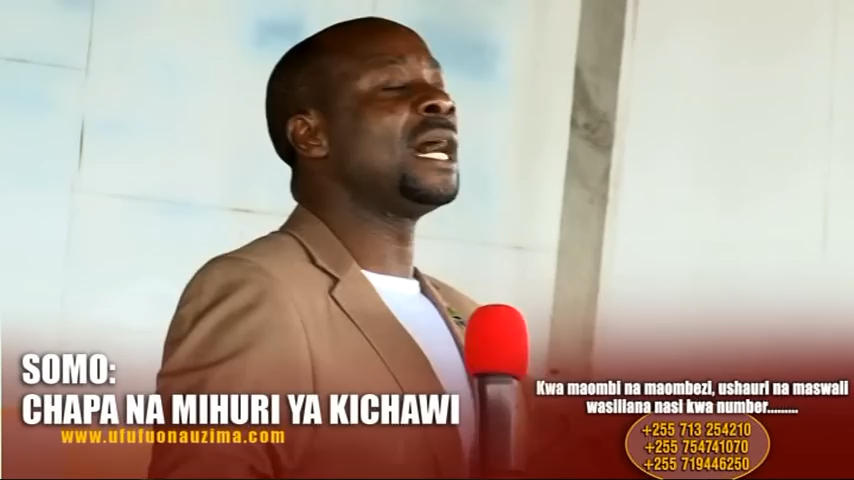 SOMO:
CHAPA NA MIHURI YA KICHAWI
www.ufufuonauzima.com
Kwa maombi na maombezi, ushauri na maswali
wasiliana nasi kwa number.........
+255 713 254210
+255 754741070
+255 719446250